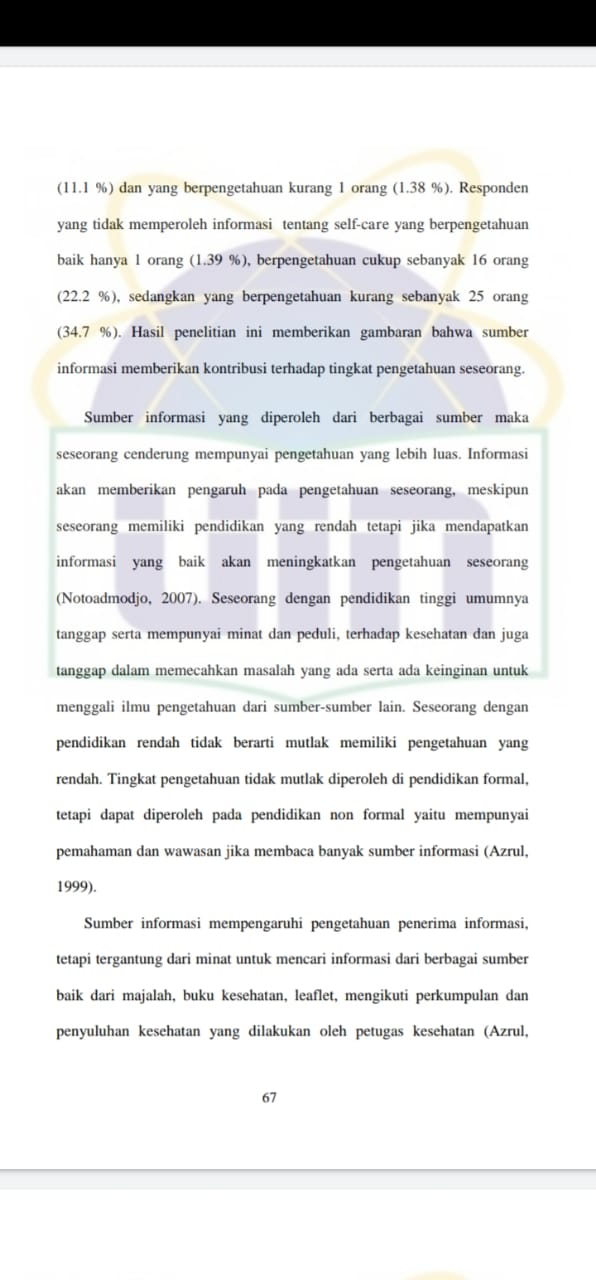 (11.1 %) dan yang berpengetahuan kurang 1 orang (1.38 %). Responden
yang tidak memperoleh informasi tentang self-care yang berpengetahuan
baik hanya 1 orang (1.39 %), berpengetahuan cukup sebanyak 16 orang
(22.2 %), sedangkan yang berpengetahuan kurang sebanyak 25 orang
(34.7 %). Hasil penelitian ini memberikan gambaran bahwa sumber
informasi memberikan kontribusi terhadap tingkat pengetahuan seseorang.
Sumber informasi yang diperoleh dari berbagai sumber maka
seseorang cenderung mempunyai pengetahuan yang lebih luas. Informasi
akan memberikan pengaruh pada pengetahuan seseorang, meskipun
seseorang memiliki pendidikan yang rendah tetapi jika mendapatkan
informasi yang baik akan meningkatkan pengetahuan seseorang
(Notoadmodjo, 2007). Seseorang dengan pendidikan tinggi umumnya
tanggap serta mempunyai minat dan peduli, terhadap kesehatan dan juga
tanggap dalam memecahkan masalah yang ada serta ada keinginan untuk
menggali ilmu pengetahuan dari sumber-sumber lain. Seseorang dengan
pendidikan rendah tidak berarti mutlak memiliki pengetahuan yang
rendah. Tingkat pengetahuan tidak mutlak diperoleh di pendidikan formal,
tetapi dapat diperoleh pada pendidikan non formal yaitu mempunyai
pemahaman dan wawasan jika membaca banyak sumber informasi (Azrul,
1999).
Sumber informasi mempengaruhi pengetahuan penerima informasi,
tetapi tergantung dari minat untuk mencari informasi dari berbagai sumber
baik dari majalah, buku kesehatan, leaflet, mengikuti perkumpulan dan
penyuluhan kesehatan yang dilakukan oleh petugas kesehatan (Azrul,
67
uin